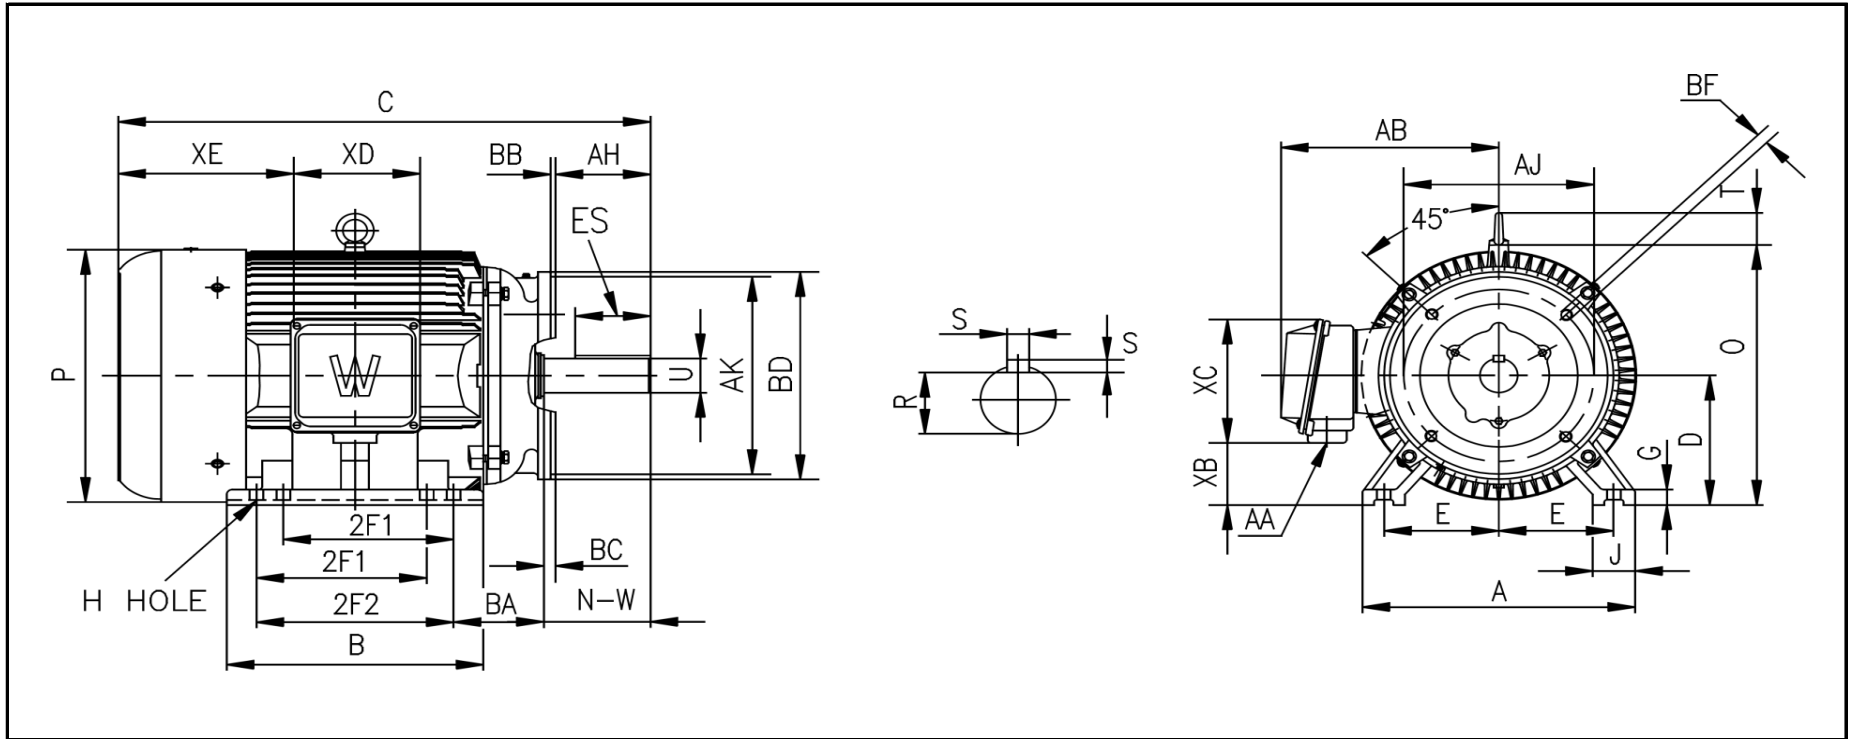 C
XE
XD
BB
AH
ES
P
W
U
AK
BD
2F1
2F1
2F2
BC
BA
N-W
H HOLE
B
S
S
R
BF
AB
AJ
T
45°
XC
O
XB
D
G
AA
E
E
J
A